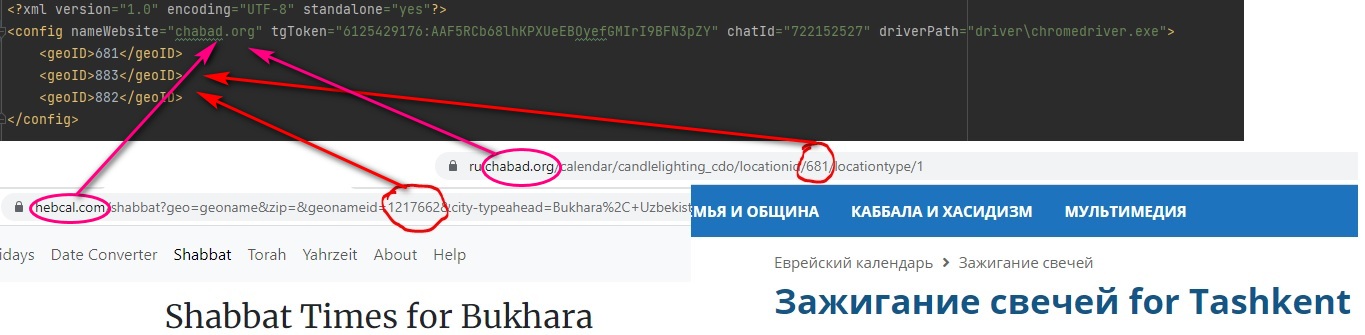 <?xml version="1.0" encoding="UTF-8" standalone="yes"?>
<config nameWebsite="chabad.org" tgToken="6125429176:AAF5RCb68lhKPXUeEBOyefGMIrI9BFN3pZY" chatId="722152527" driverPath="driver\chromedriver.exe">
<geoID>681</geoID>
<geoID>883</geoID>
<geoID>882</geoID>
</config>
ru.chabad.org/calendar/candlelighting_cdo/locationid/681/locationtype/1
hebcal.com/shabbat?geo=geoname&zip=&geonameid=1217662&city-typeahead=Bukhara%2C+Uzbekist
МЬЯ И ОБЩИНА КАББАЛА И ХАСИДИЗМ МУЛЬТИМЕДИЯ
idays Date Converter Shabbat Torah Yahrzeit About Help
Еврейский календарь > Зажигание свечей
Shabbat Times for Bukhara
Зажигание свечей for Tashkent